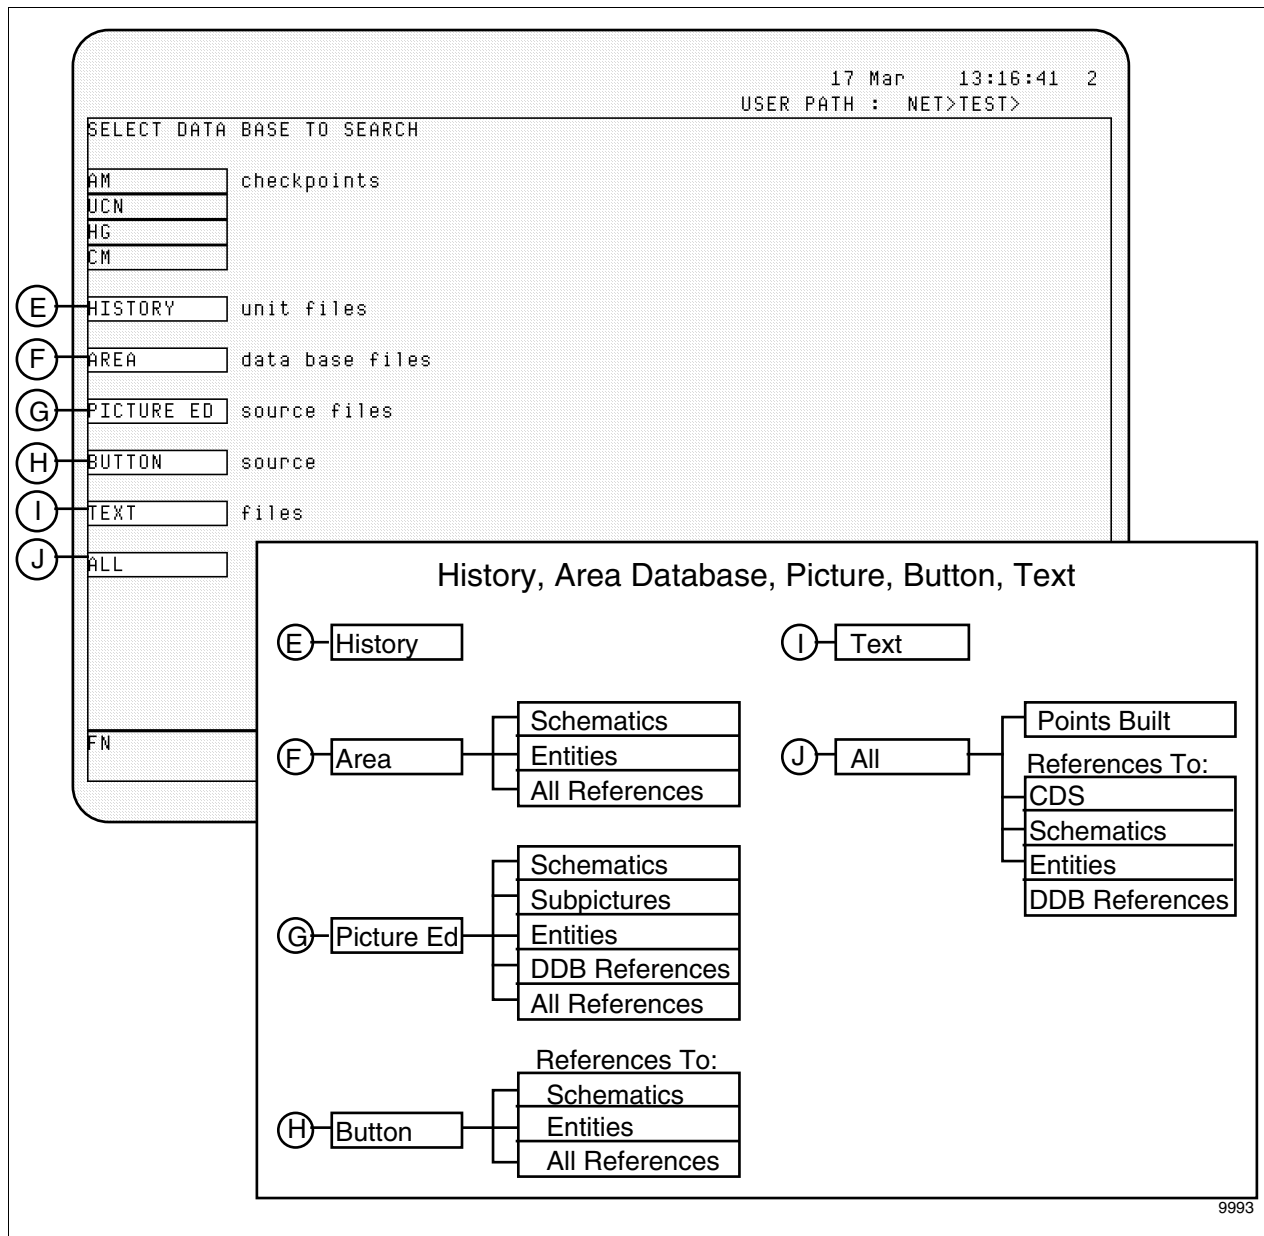 17 Mar 13:16:41 2
USER PATH : NET>TEST>
SELECT DATA BASE TO SEARCH
AM checkpoints
UCN
HG
CM
E HISTORY unit files
F AREA data base files
G PICTURE ED source files
H BUTTON source
I TEXT files
J ALL
FN
History, Area Database, Picture, Button, Text
E History
F Area
Schematics
Entities
All References
G Picture Ed
Schematics
Subpictures
Entities
DDB References
All References
H Button
References To:
Schematics
Entities
All References
I Text
J All
Points Built
References To:
CDS
Schematics
Entities
DDB References
9993